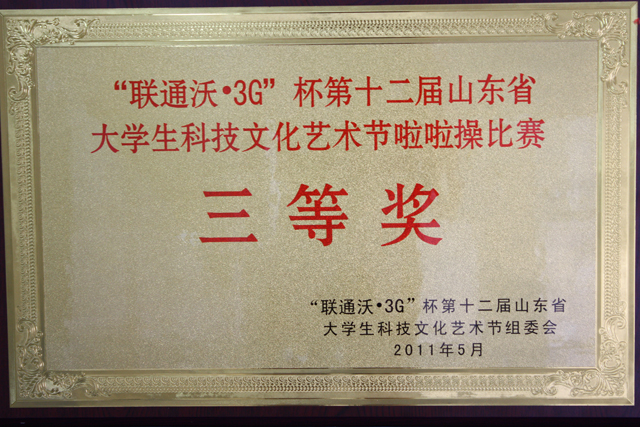 “联通沃•3G”杯第十二届山东省
大学生科技文化艺术节啦啦操比赛
三等奖
“联通沃•3G”杯第十二届山东省
大学生科技文化艺术节组委会
2011年5月